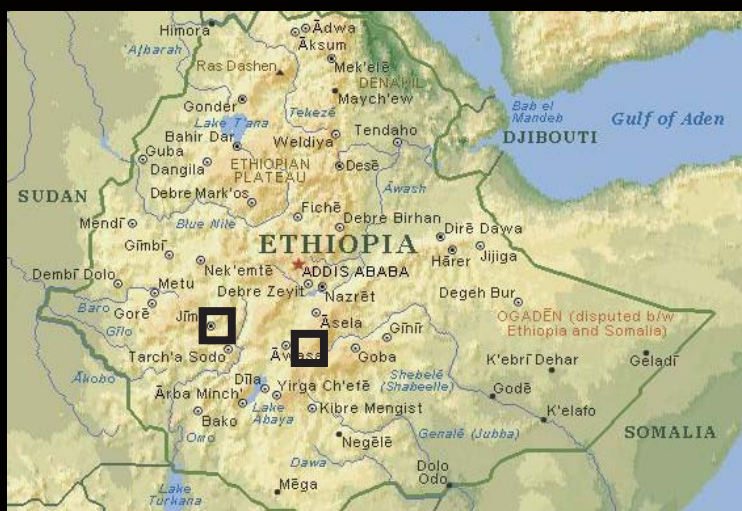 Himora
Ādwa
Āksum
'Atbarah
Ras Dashen
Mek'elē
DENAKIL
Maych'ew
Gonder
Tekezē
Lake T'ana
Bahir Dar
Weldiya
Tendaho
Bab el
Mandeb
Gulf of Aden
DJIBOUTI
Guba
Dangila
ETHIOPIAN
PLATEAU
Desē
SUDAN
Debre Mark'os
Āwash
Mendī
Blue Nile
Fichē
Debre Birhan
Dirē Dawa
Gīmbī
ETHIOPIA
Hārer
Jijiga
Dembī Dolo
Metu
Nek'emtē
ADDIS ABABA
Debre Zeyit
Nazrēt
Degeh Bur
Baro
Gorē
Jīm
Āsela
OGADĒN (disputed b/w
Ethiopia and Somalia)
Gīlo
Gīnīr
Tarch'a
Sodo
Āwasa
Goba
K'ebrī Dehar
Geladī
Ākobo
Shebelē
(Shabeelle)
Godē
Ārba Minch'
Dīla
Yirga Ch'efē
Lake
Abaya
Kibre Mengist
K'elafo
Bako
Omo
Negēlē
Genalē (Jubba)
SOMALIA
Dawa
Dolo
Odo
Lake
Turkana
Mēga